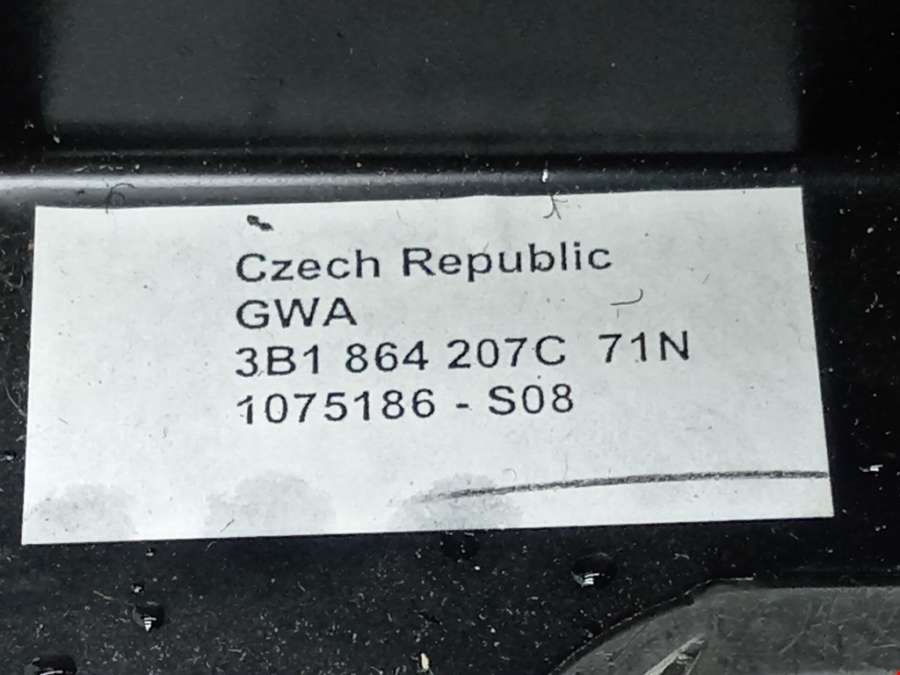 Czech Republic
GWA
3B1 864 207C 71N
1075186 - S08